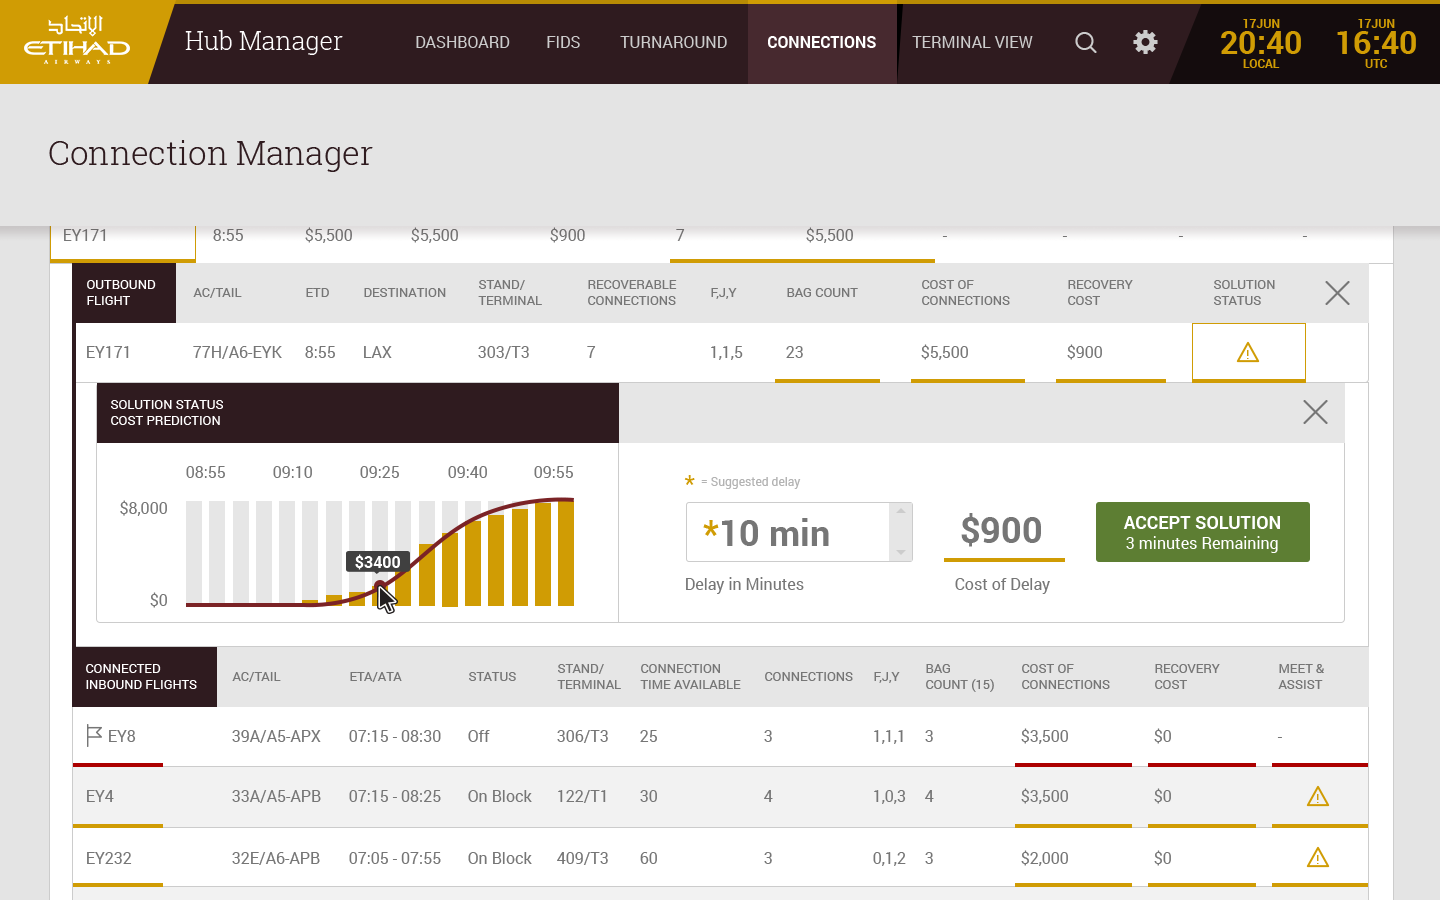 الإتحاد
ETIHAD
AIRWAYS
Hub Manager
DASHBOARD FIDS TURNAROUND CONNECTIONS TERMINAL VIEW
17JUN 17JUN
20:40 16:40
LOCAL UTC
Connection Manager
EY171 8:55 $5,500 $5,500 $900 7 $5,500 - - - -
OUTBOUND FLIGHT AC/TAIL ETD DESTINATION STAND/ TERMINAL RECOVERABLE CONNECTIONS F,J,Y BAG COUNT COST OF CONNECTIONS RECOVERY COST SOLUTION STATUS
EY171 77H/A6-EYK 8:55 LAX 303/T3 7 1,1,5 23 $5,500 $900
SOLUTION STATUS
COST PREDICTION
08:55 09:10 09:25 09:40 09:55
$8,000
$3400
$0
* = Suggested delay
*10 min
Delay in Minutes
$900
Cost of Delay
ACCEPT SOLUTION
3 minutes Remaining
CONNECTED INBOUND FLIGHTS AC/TAIL ETA/ATA STATUS STAND/ TERMINAL CONNECTION TIME AVAILABLE CONNECTIONS F,J,Y BAG COUNT (15) COST OF CONNECTIONS RECOVERY COST MEET & ASSIST
EY8 39A/A5-APX 07:15 - 08:30 Off 306/T3 25 3 1,1,1 3 $3,500 $0 -
EY4 33A/A5-APB 07:15 - 08:25 On Block 122/T1 30 4 1,0,3 4 $3,500 $0
EY232 32E/A6-APB 07:05 - 07:55 On Block 409/T3 60 3 0,1,2 3 $2,000 $0